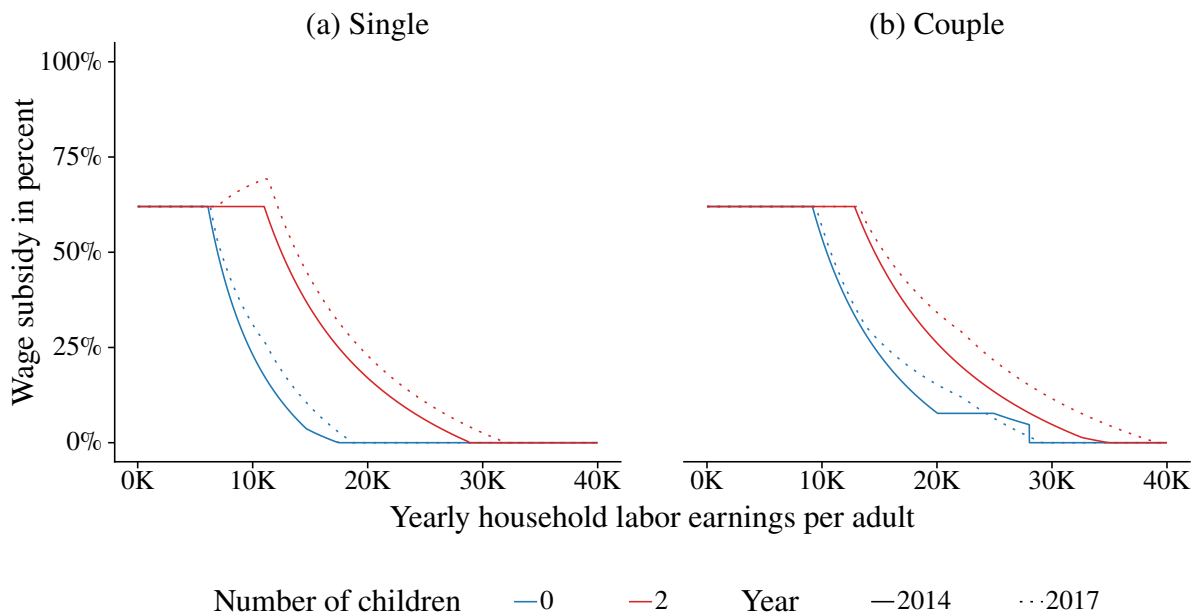 (a) Single
(b) Couple
Wage subsidy in percent
100%
75%
50%
25%
0%
0K 10K 20K 30K 40K
0K 10K 20K 30K 40K
Yearly household labor earnings per adult
Number of children 0 2 Year 2014 2017